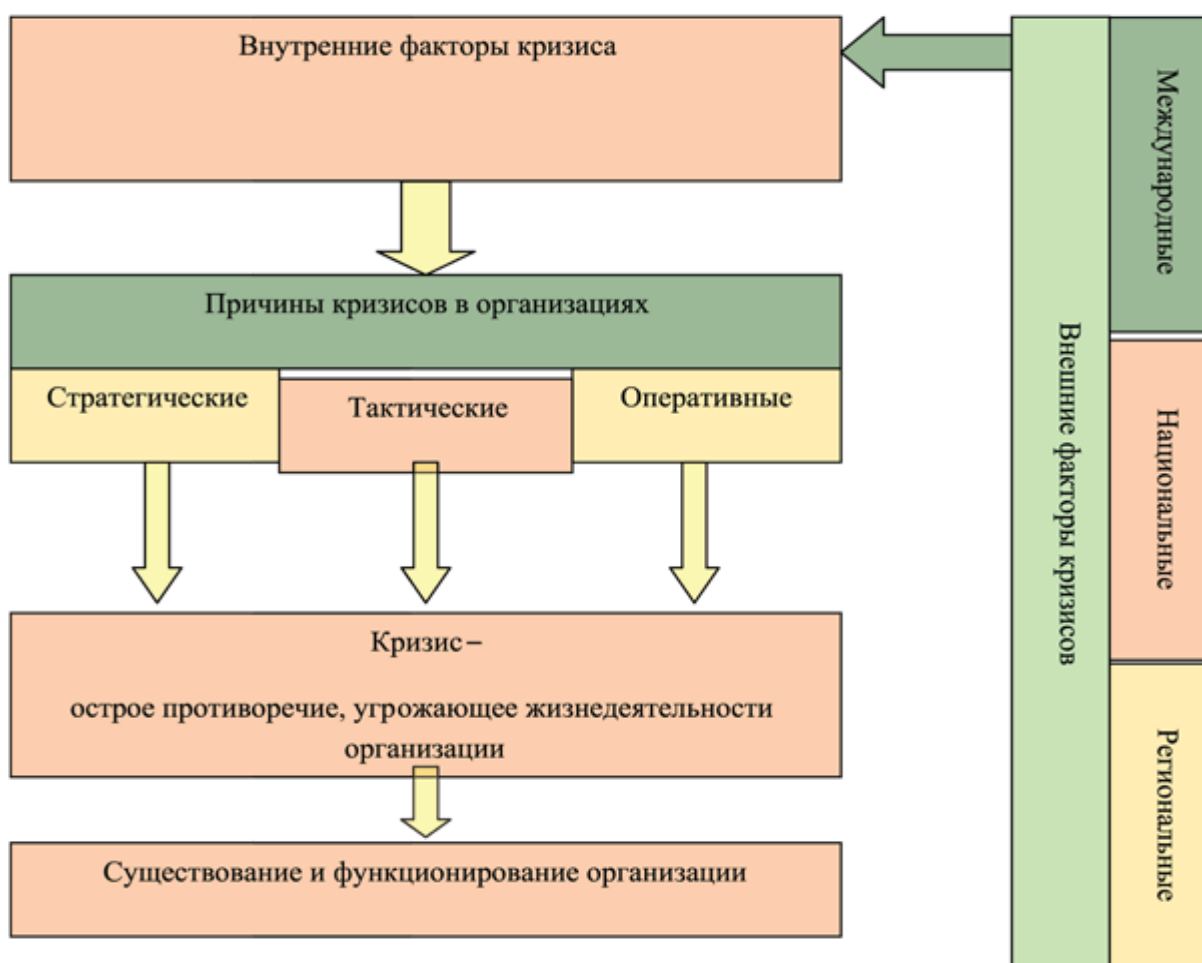 Внутренние факторы кризиса
Причины кризисов в организациях
Стратегические
Тактические
Оперативные
Кризис–
острое противоречие, угрожающее жизнедеятельности
организации
Существование и функционирование организации
Внешние факторы кризисов
Международные
Национальные
Региональные